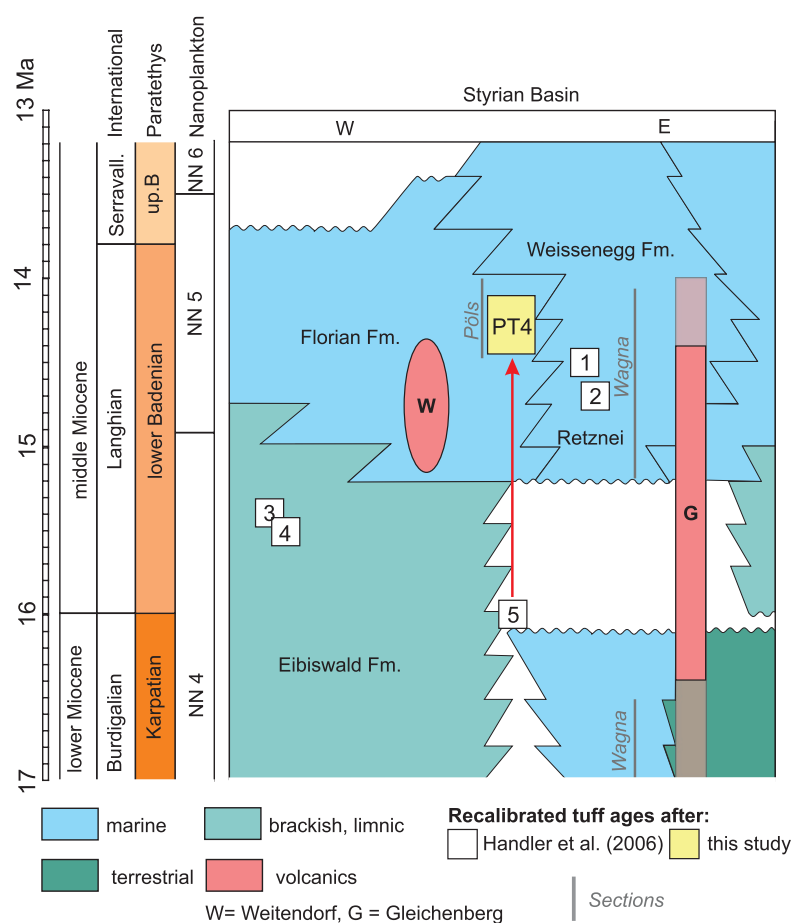 Styrian Basin
W
E
13 Ma
14
15
16
17
International
Paratethys
Nanoplankton
middle Miocene
lower Miocene
Serravall.
Langhian
Burdigalian
up.B
lower Badenian
Karpatian
NN 6
NN 5
NN 4
Weissenegg Fm.
Florian Fm.
Pöls
PT4
Wagna
1
2
W
Retznei
3
4
G
5
Eibiswald Fm.
Wagna
marine
brackish, limnic
terrestrial
volcanics
W= Weitendorf, G = Gleichenberg
Recalibrated tuff ages after:
Handler et al. (2006)
this study
Sections